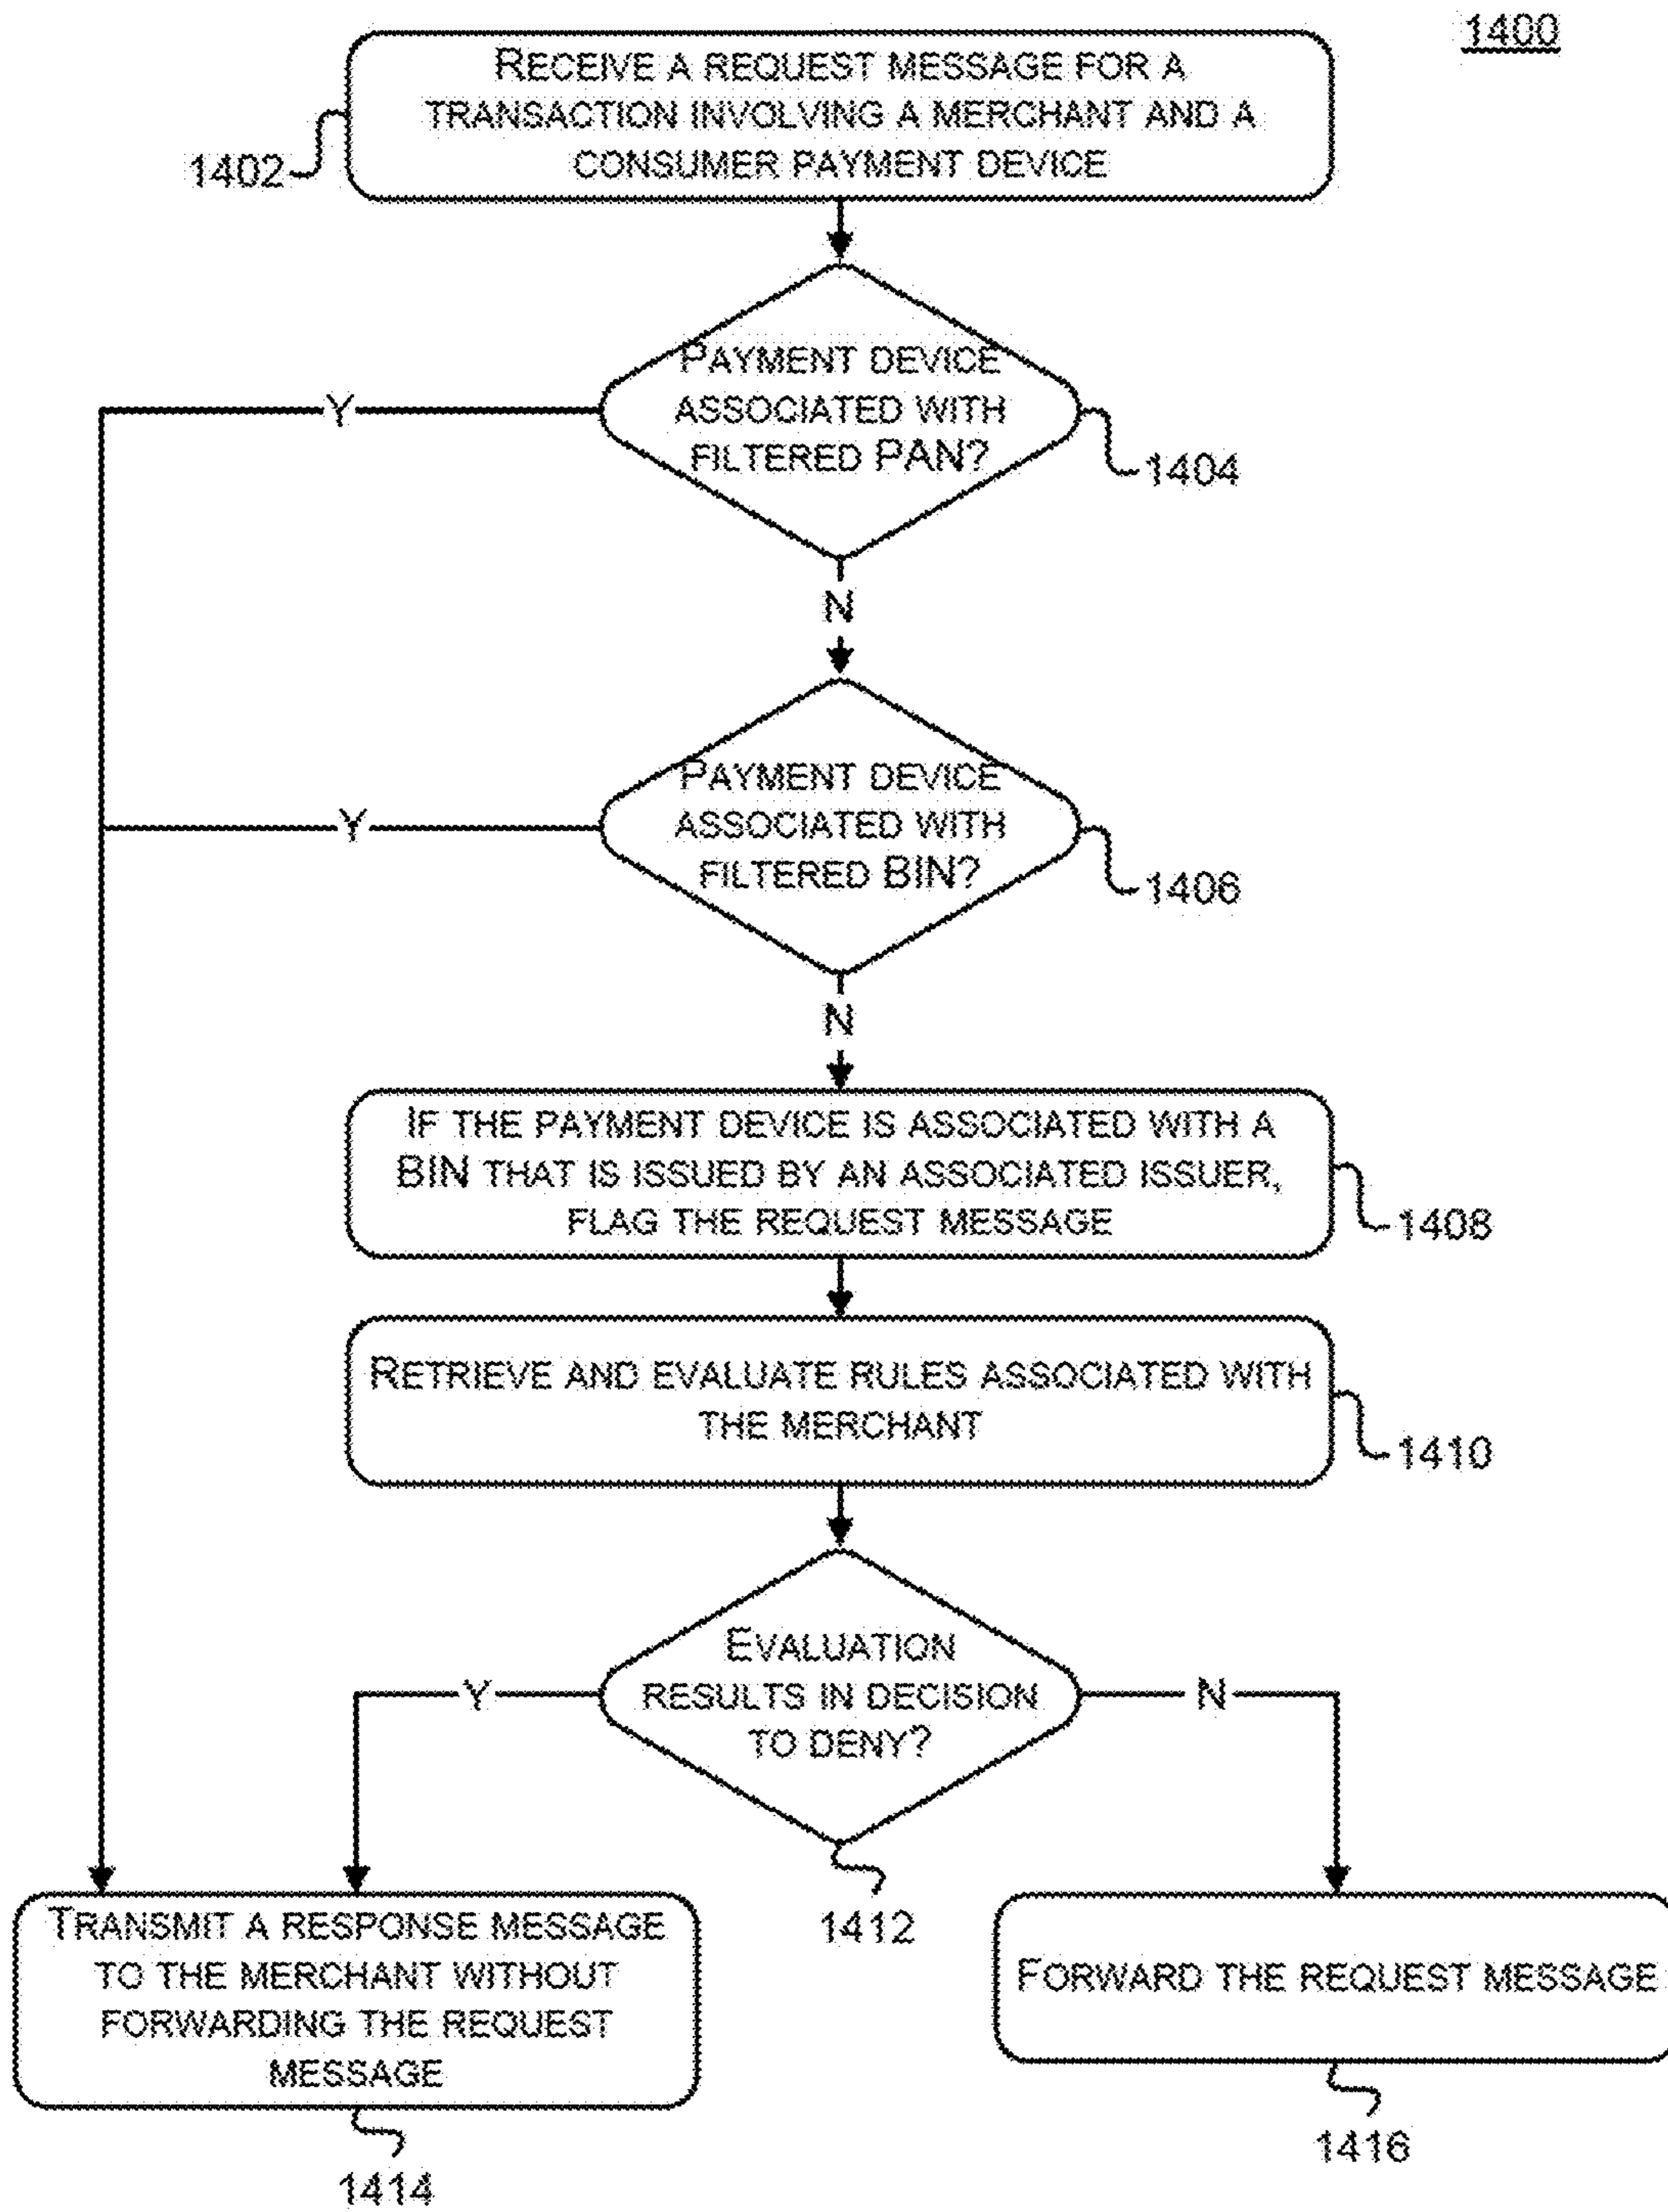 1400
RECEIVE A REQUEST MESSAGE FOR A
TRANSACTION INVOLVING A MERCHANT AND A
CONSUMER PAYMENT DEVICE
1402
PAYMENT DEVICE
ASSOCIATED WITH
FILTERED PAN?
Y
1404
N
PAYMENT DEVICE
ASSOCIATED WITH
FILTERED BIN?
Y
1406
N
IF THE PAYMENT DEVICE IS ASSOCIATED WITH A
BIN THAT IS ISSUED BY AN ASSOCIATED ISSUER,
FLAG THE REQUEST MESSAGE
1408
RETRIEVE AND EVALUATE RULES ASSOCIATED WITH
THE MERCHANT
1410
EVALUATION
RESULTS IN DECISION
TO DENY?
Y
N
1412
TRANSMIT A RESPONSE MESSAGE
TO THE MERCHANT WITHOUT
FORWARDING THE REQUEST
MESSAGE
1414
FORWARD THE REQUEST MESSAGE
1416